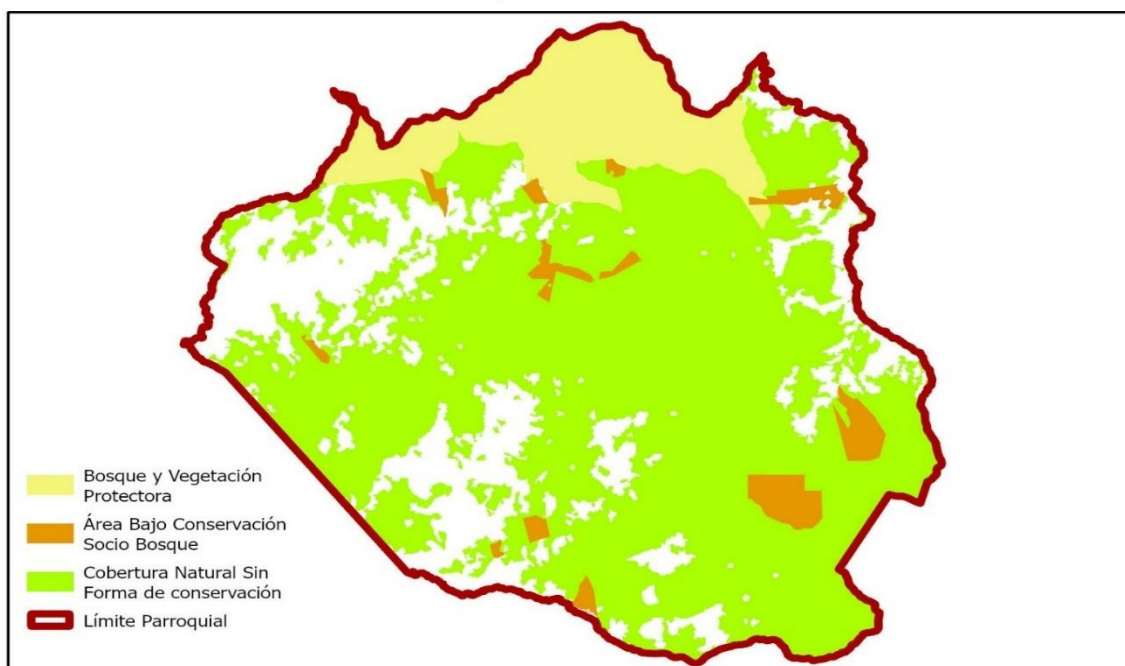 Bosque y Vegetación
Protectora
Área Bajo Conservación
Socio Bosque
Cobertura Natural Sin
Forma de conservación
Límite Parroquial